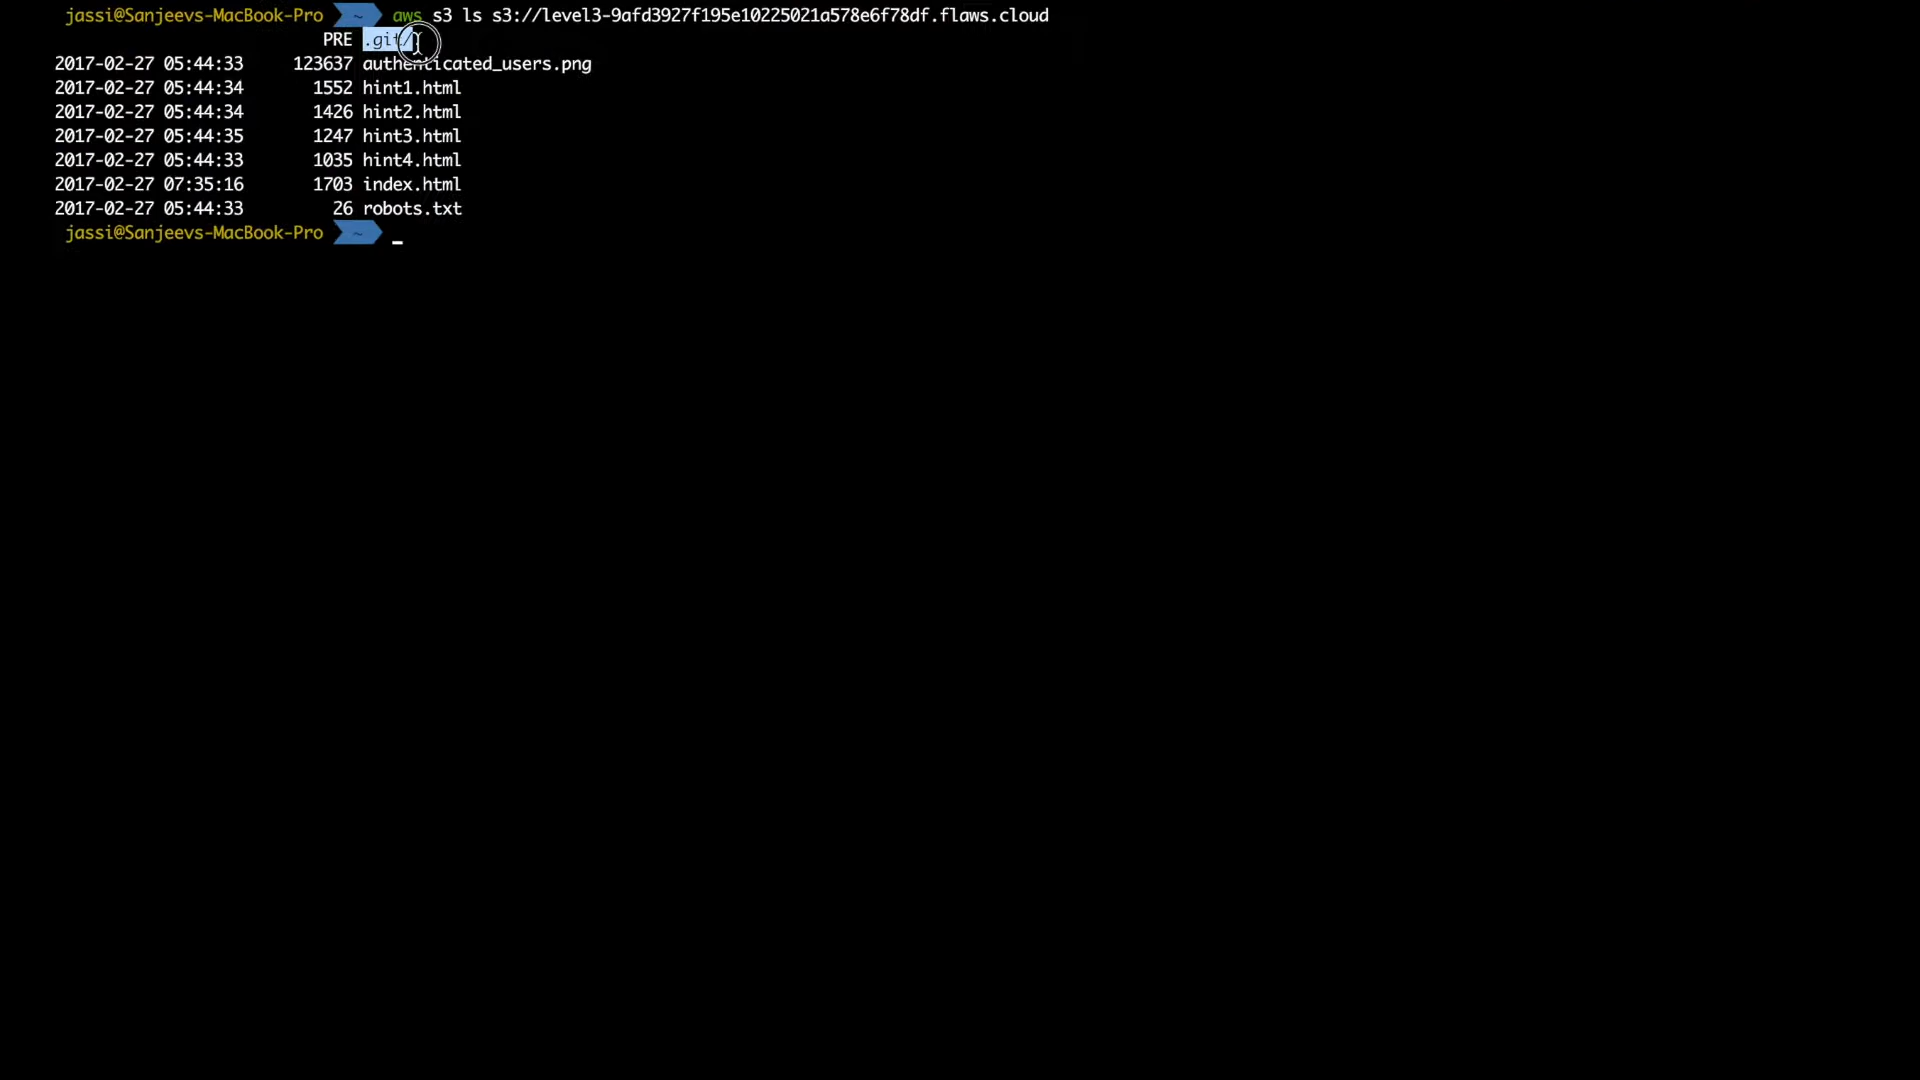 jassi@Sanjeevs-MacBook-Pro ~ aws s3 ls s3://level3-9afd3927f195e10225021a578e6f78df.flaws.cloud
PRE .git/
2017-02-27 05:44:33 123637 authenticated_users.png
2017-02-27 05:44:34 1552 hint1.html
2017-02-27 05:44:34 1426 hint2.html
2017-02-27 05:44:35 1247 hint3.html
2017-02-27 05:44:33 1035 hint4.html
2017-02-27 07:35:16 1703 index.html
2017-02-27 05:44:33 26 robots.txt
jassi@Sanjeevs-MacBook-Pro ~ _